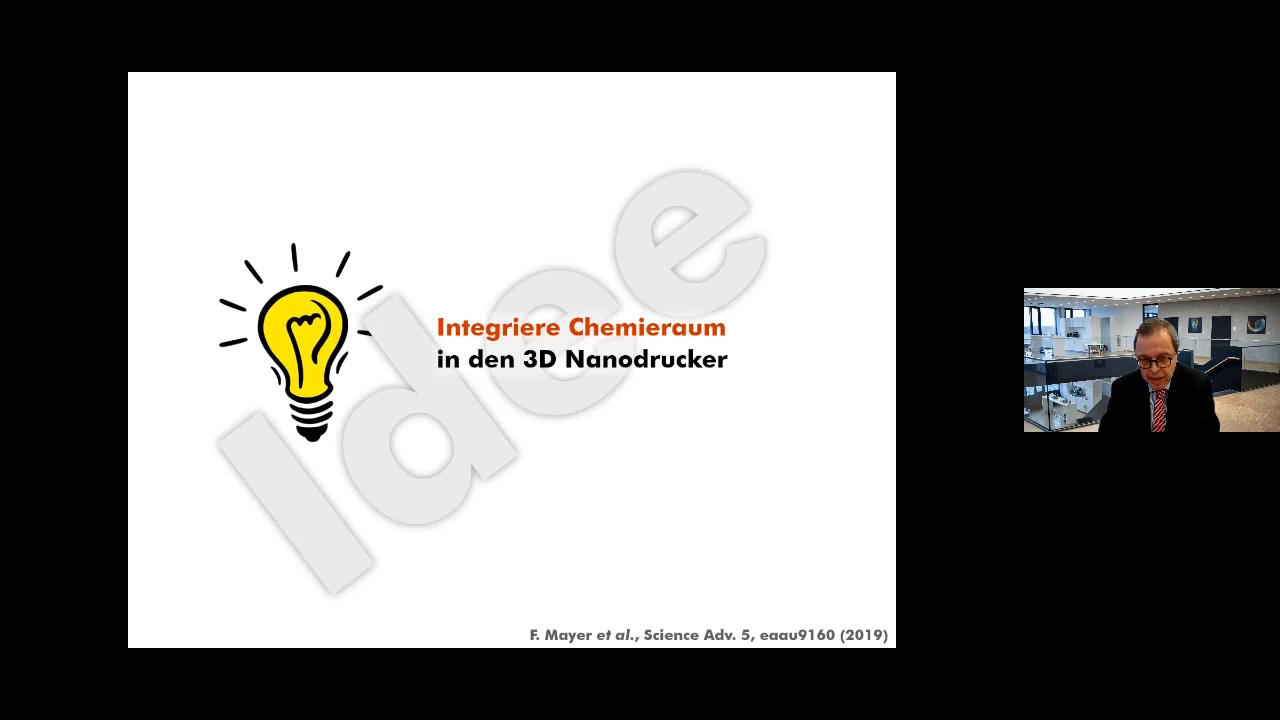 Idee
Integriere Chemieraum
in den 3D Nanodrucker
F. Mayer et al., Science Adv. 5, eaau9160 (2019)